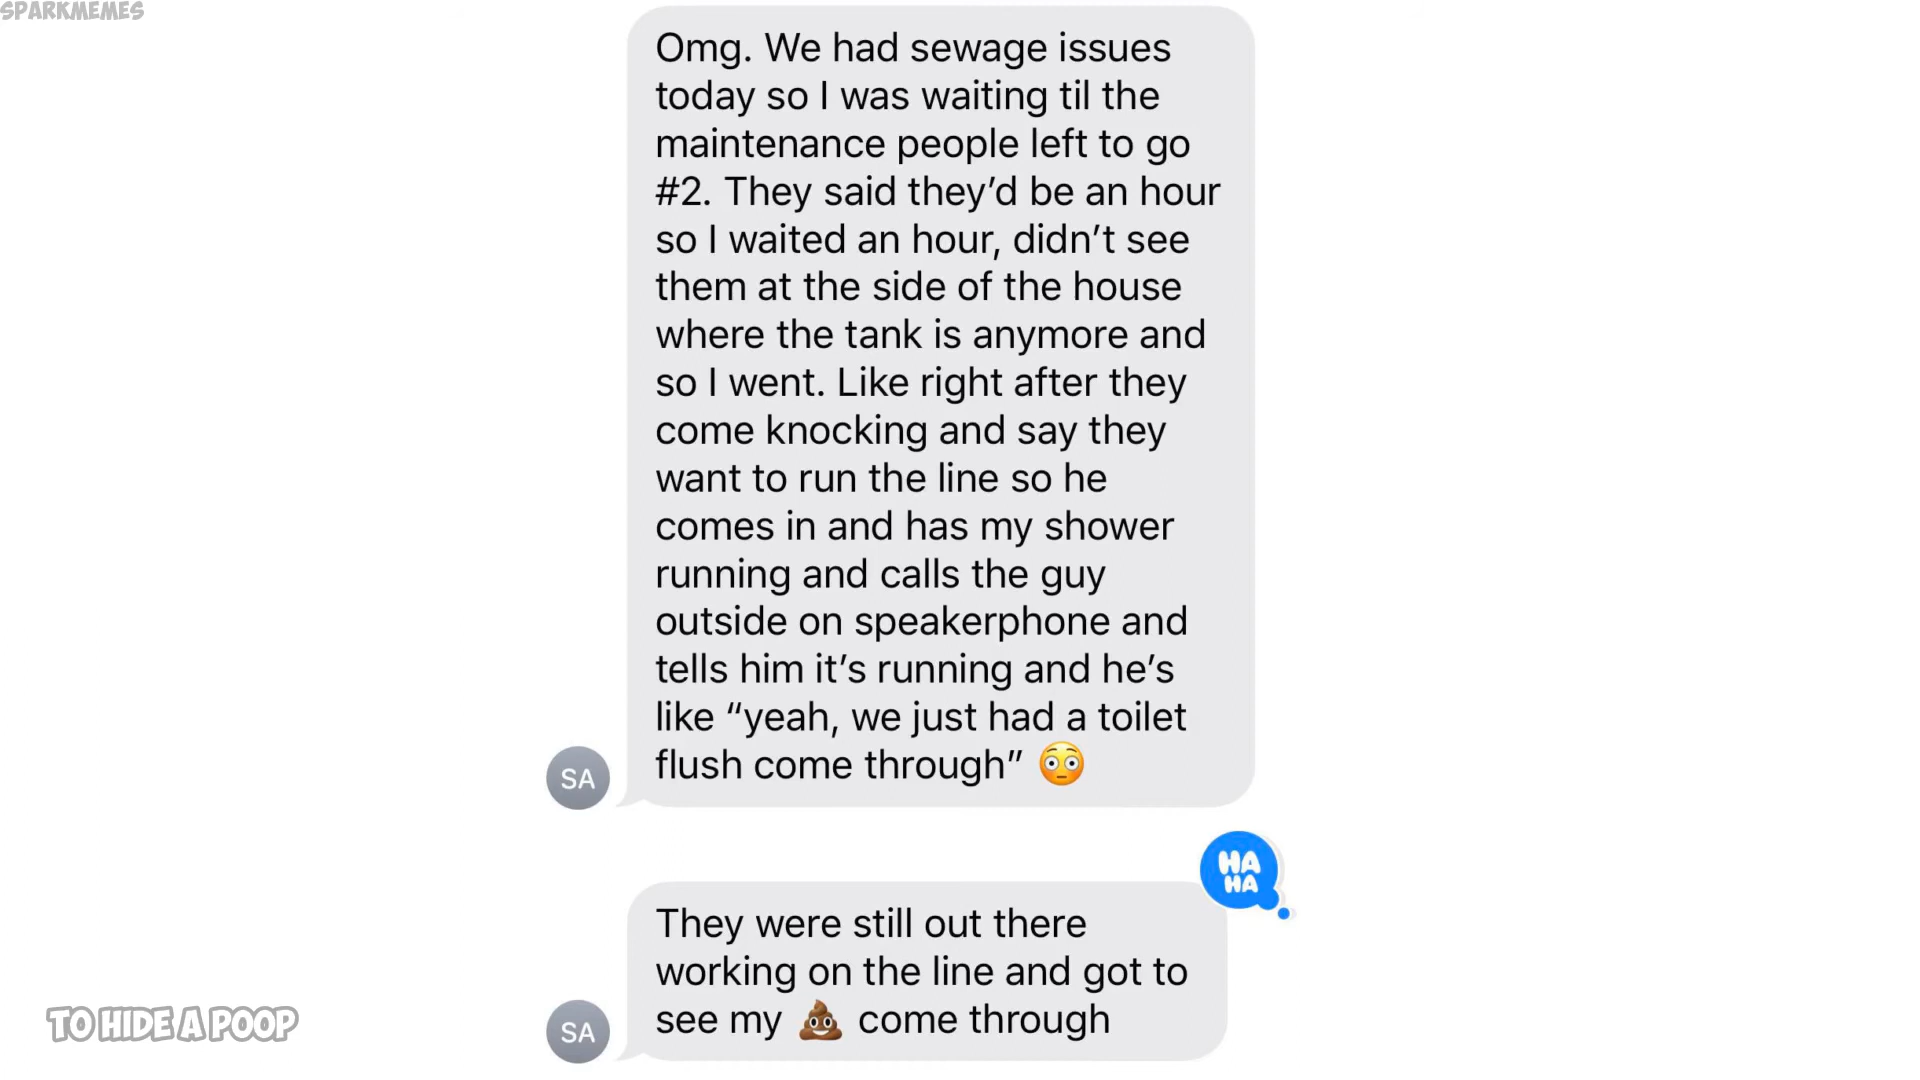 SPARKMEMES
Omg. We had sewage issues
today so I was waiting til the
maintenance people left to go
#2. They said they’d be an hour
so I waited an hour, didn’t see
them at the side of the house
where the tank is anymore and
so I went. Like right after they
come knocking and say they
want to run the line so he
comes in and has my shower
running and calls the guy
outside on speakerphone and
tells him it’s running and he’s
like “yeah, we just had a toilet
flush come through” 😳
SA
HA
HA
They were still out there
working on the line and got to
see my 💩 come through
SA
TO HIDE A POOP